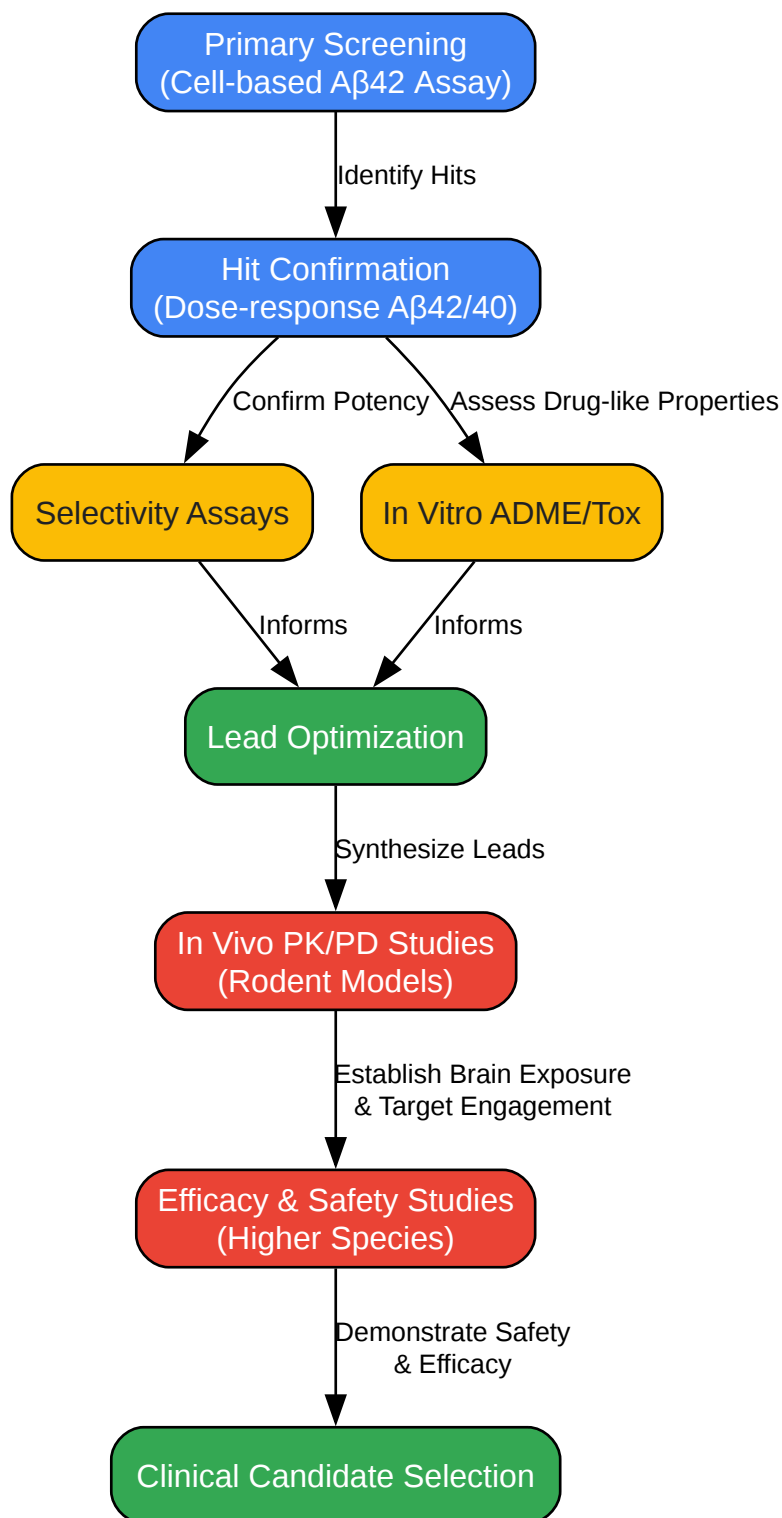 Primary Screening
(Cell-based Aβ42 Assay)
Identify Hits
Hit Confirmation
(Dose-response Aβ42/40)
Confirm Potency
Assess Drug-like Properties
Selectivity Assays
In Vitro ADME/Tox
Informs
Informs
Lead Optimization
Synthesize Leads
In Vivo PK/PD Studies
(Rodent Models)
Establish Brain Exposure
& Target Engagement
Efficacy & Safety Studies
(Higher Species)
Demonstrate Safety
& Efficacy
Clinical Candidate Selection